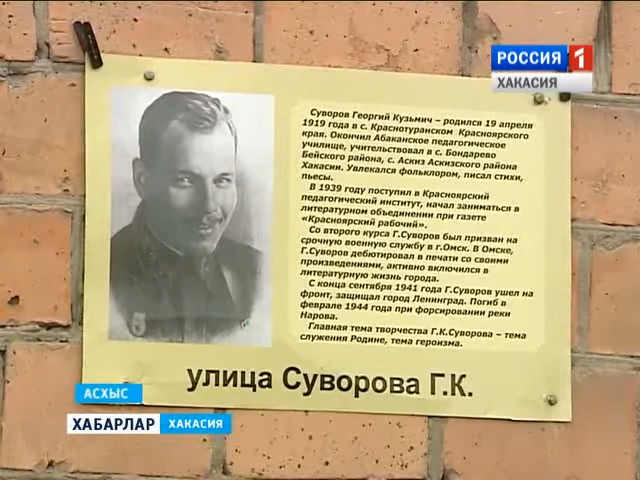 РОССИЯ 1
ХАКАСИЯ
Суворов Георгий Кузьмич – родился 19 апреля
1919 года в с. Краснотуранском Красноярского
края. Окончил Абаканское педагогическое
училище, учительствовал в с. Бондарево
Бейского района, с. Аскиз Аскизского района
Хакасии. Увлекался фольклором, писал стихи,
пьесы.
В 1939 году поступил в Красноярский
педагогический институт, начал заниматься в
литературном объединении при газете
«Красноярский рабочий».
Со второго курса Г.Суворов был призван на
срочную военную службу в г.Омск. В Омске,
Г.Суворов дебютировал в печати со своими
произведениями, активно включился в
литературную жизнь города.
С конца сентября 1941 года Г.Суворов ушел на
фронт, защищал город Ленинград. Погиб в
феврале 1944 года при форсировании реки
Нарова.
Главная тема творчества Г.К.Суворова – тема
служения Родине, тема героизма.
улица Суворова Г.К.
АСХЫС
ХАБАРЛАР ХАКАСИЯ